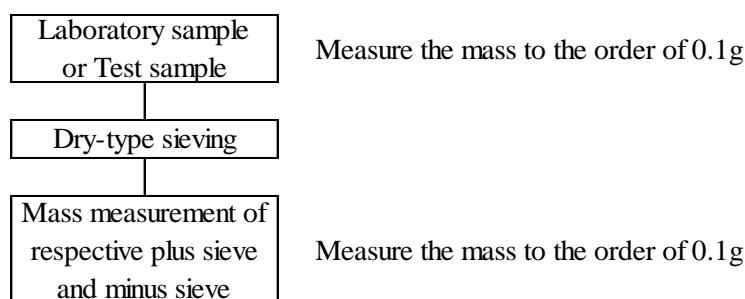 Laboratory sample
or Test sample
Measure the mass to the order of 0.1g
Dry-type sieving
Mass measurement of
respective plus sieve
and minus sieve
Measure the mass to the order of 0.1g